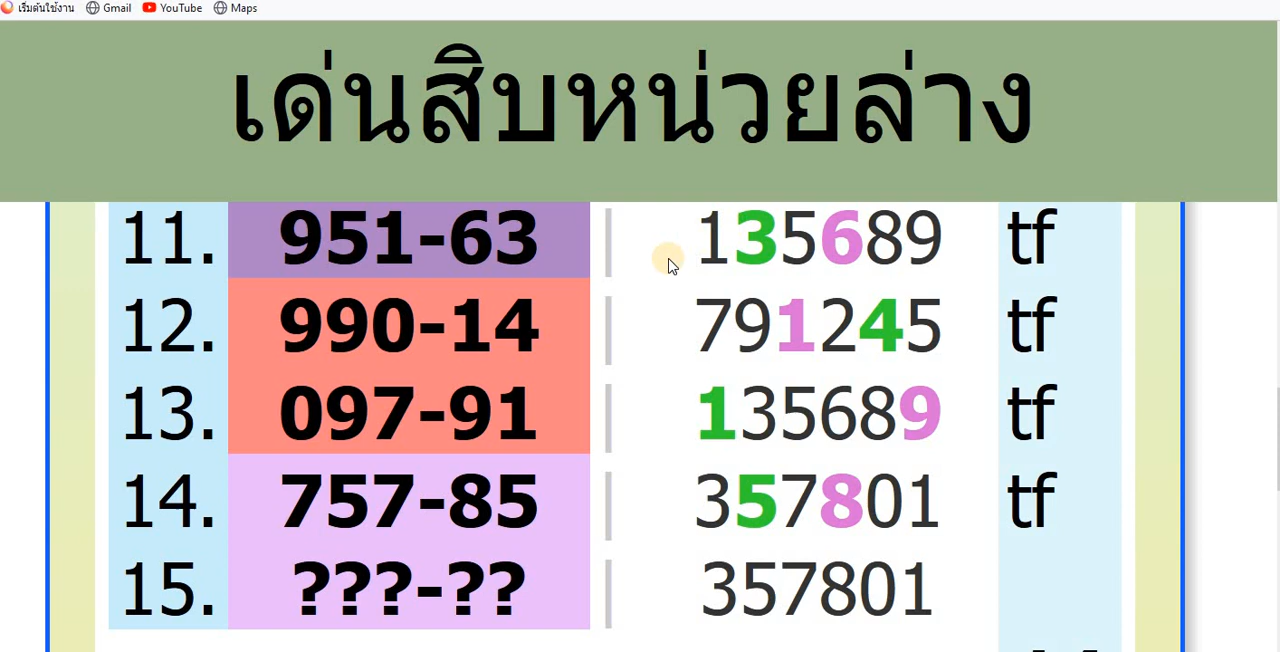 เริ่มต้นใช้งาน Gmail YouTube Maps
เด่นสิบหน่วยล่าง
11. 951-63 135689 tf
12. 990-14 791245 tf
13. 097-91 135689 tf
14. 757-85 357801 tf
15. ???-?? 357801